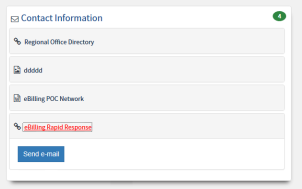 Contact Information
4
Regional Office Directory
ddddd
eBilling POC Network
eBilling Rapid Response
Send e-mail